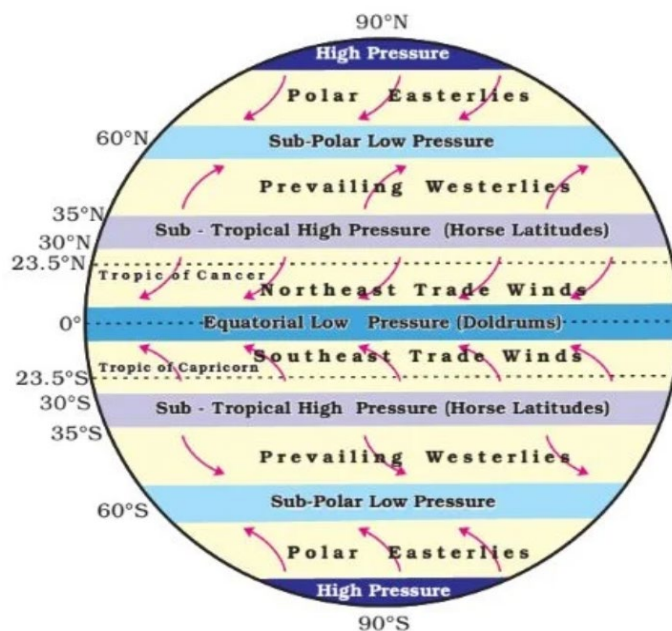 90°N
High Pressure
Polar Easterlies
60°N
Sub-Polar Low Pressure
Prevailing Westerlies
35°N
Sub - Tropical High Pressure (Horse Latitudes)
30°N
23.5°N
Tropic of Cancer
Northeast Trade Winds
0°
Equatorial Low Pressure (Doldrums)
Southeast Trade Winds
Tropic of Capricorn
23.5°S
30°S
Sub - Tropical High Pressure (Horse Latitudes)
35°S
Prevailing Westerlies
60°S
Sub-Polar Low Pressure
Polar Easterlies
High Pressure
90°S